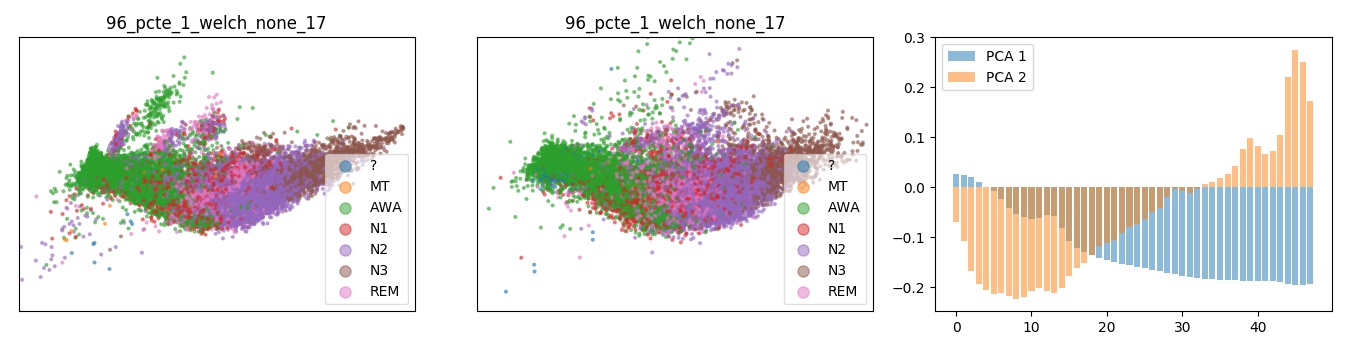 96_pcte_1_welch_none_17
?
MT
AWA
N1
N2
N3
REM
96_pcte_1_welch_none_17
?
MT
AWA
N1
N2
N3
REM
PCA 1
PCA 2
0.3
0.2
0.1
0.0
−0.1
−0.2
0 10 20 30 40